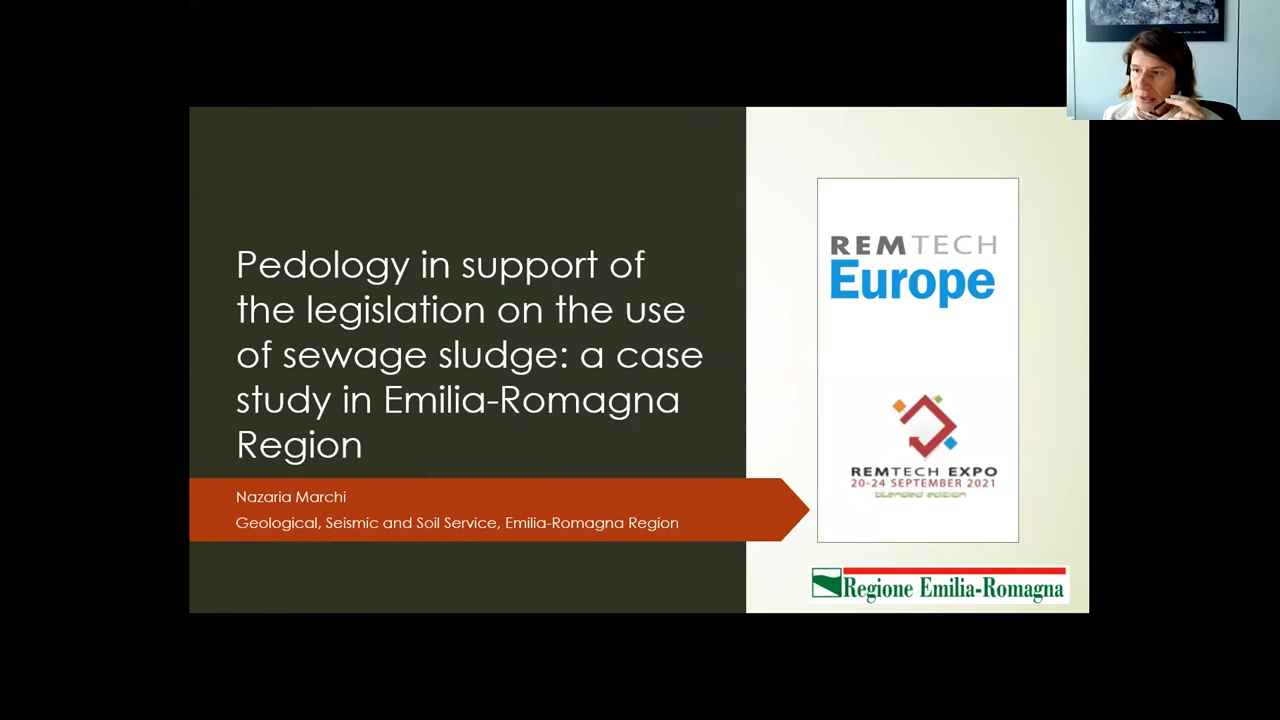 Pedology in support of
the legislation on the use
of sewage sludge: a case
study in Emilia-Romagna
Region
Nazaria Marchi
Geological, Seismic and Soil Service, Emilia-Romagna Region
REMTECH
Europe
REMTECH EXPO
20-24 SEPTEMBER 2021
blended edition
Regione Emilia-Romagna